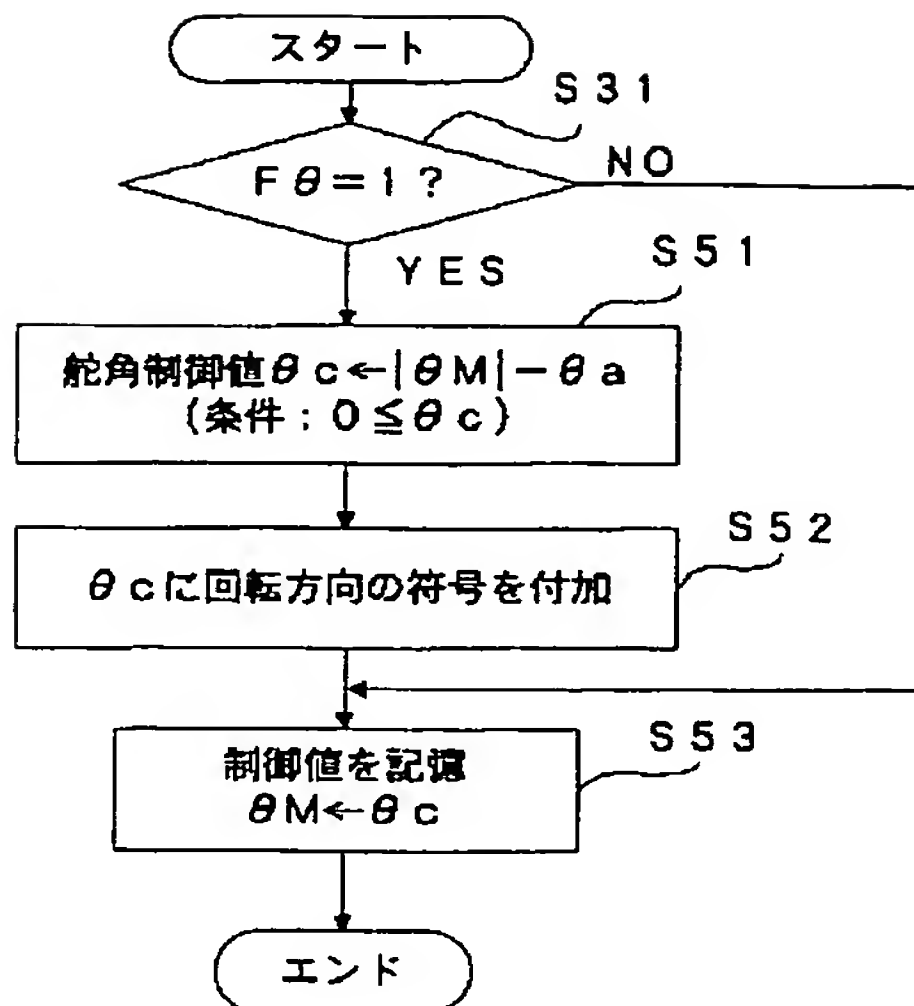 スタート
S31
Fθ=1?
NO
YES
S51
舵角制御値θc←|θM|-θa
(条件:0≦θc)
S52
θcに回転方向の符号を付加
S53
制御値を記憶
θM←θc
エンド